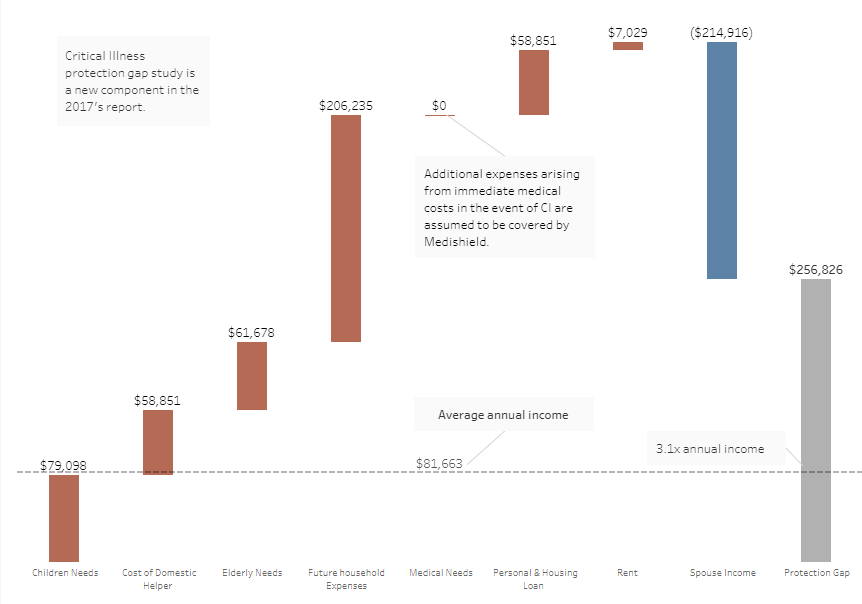 Critical Illness
protection gap study is
a new component in the
2017's report.
$79,098
$58,851
$61,678
$206,235
$0
$58,851
$7,029
($214,916)
$256,826
Additional expenses arising
from immediate medical
costs in the event of CI are
assumed to be covered by
Medishield.
Average annual income
$81,663
3.1x annual income
Children Needs
Cost of Domestic
Helper
Elderly Needs
Future household
Expenses
Medical Needs
Personal & Housing
Loan
Rent
Spouse Income
Protection Gap